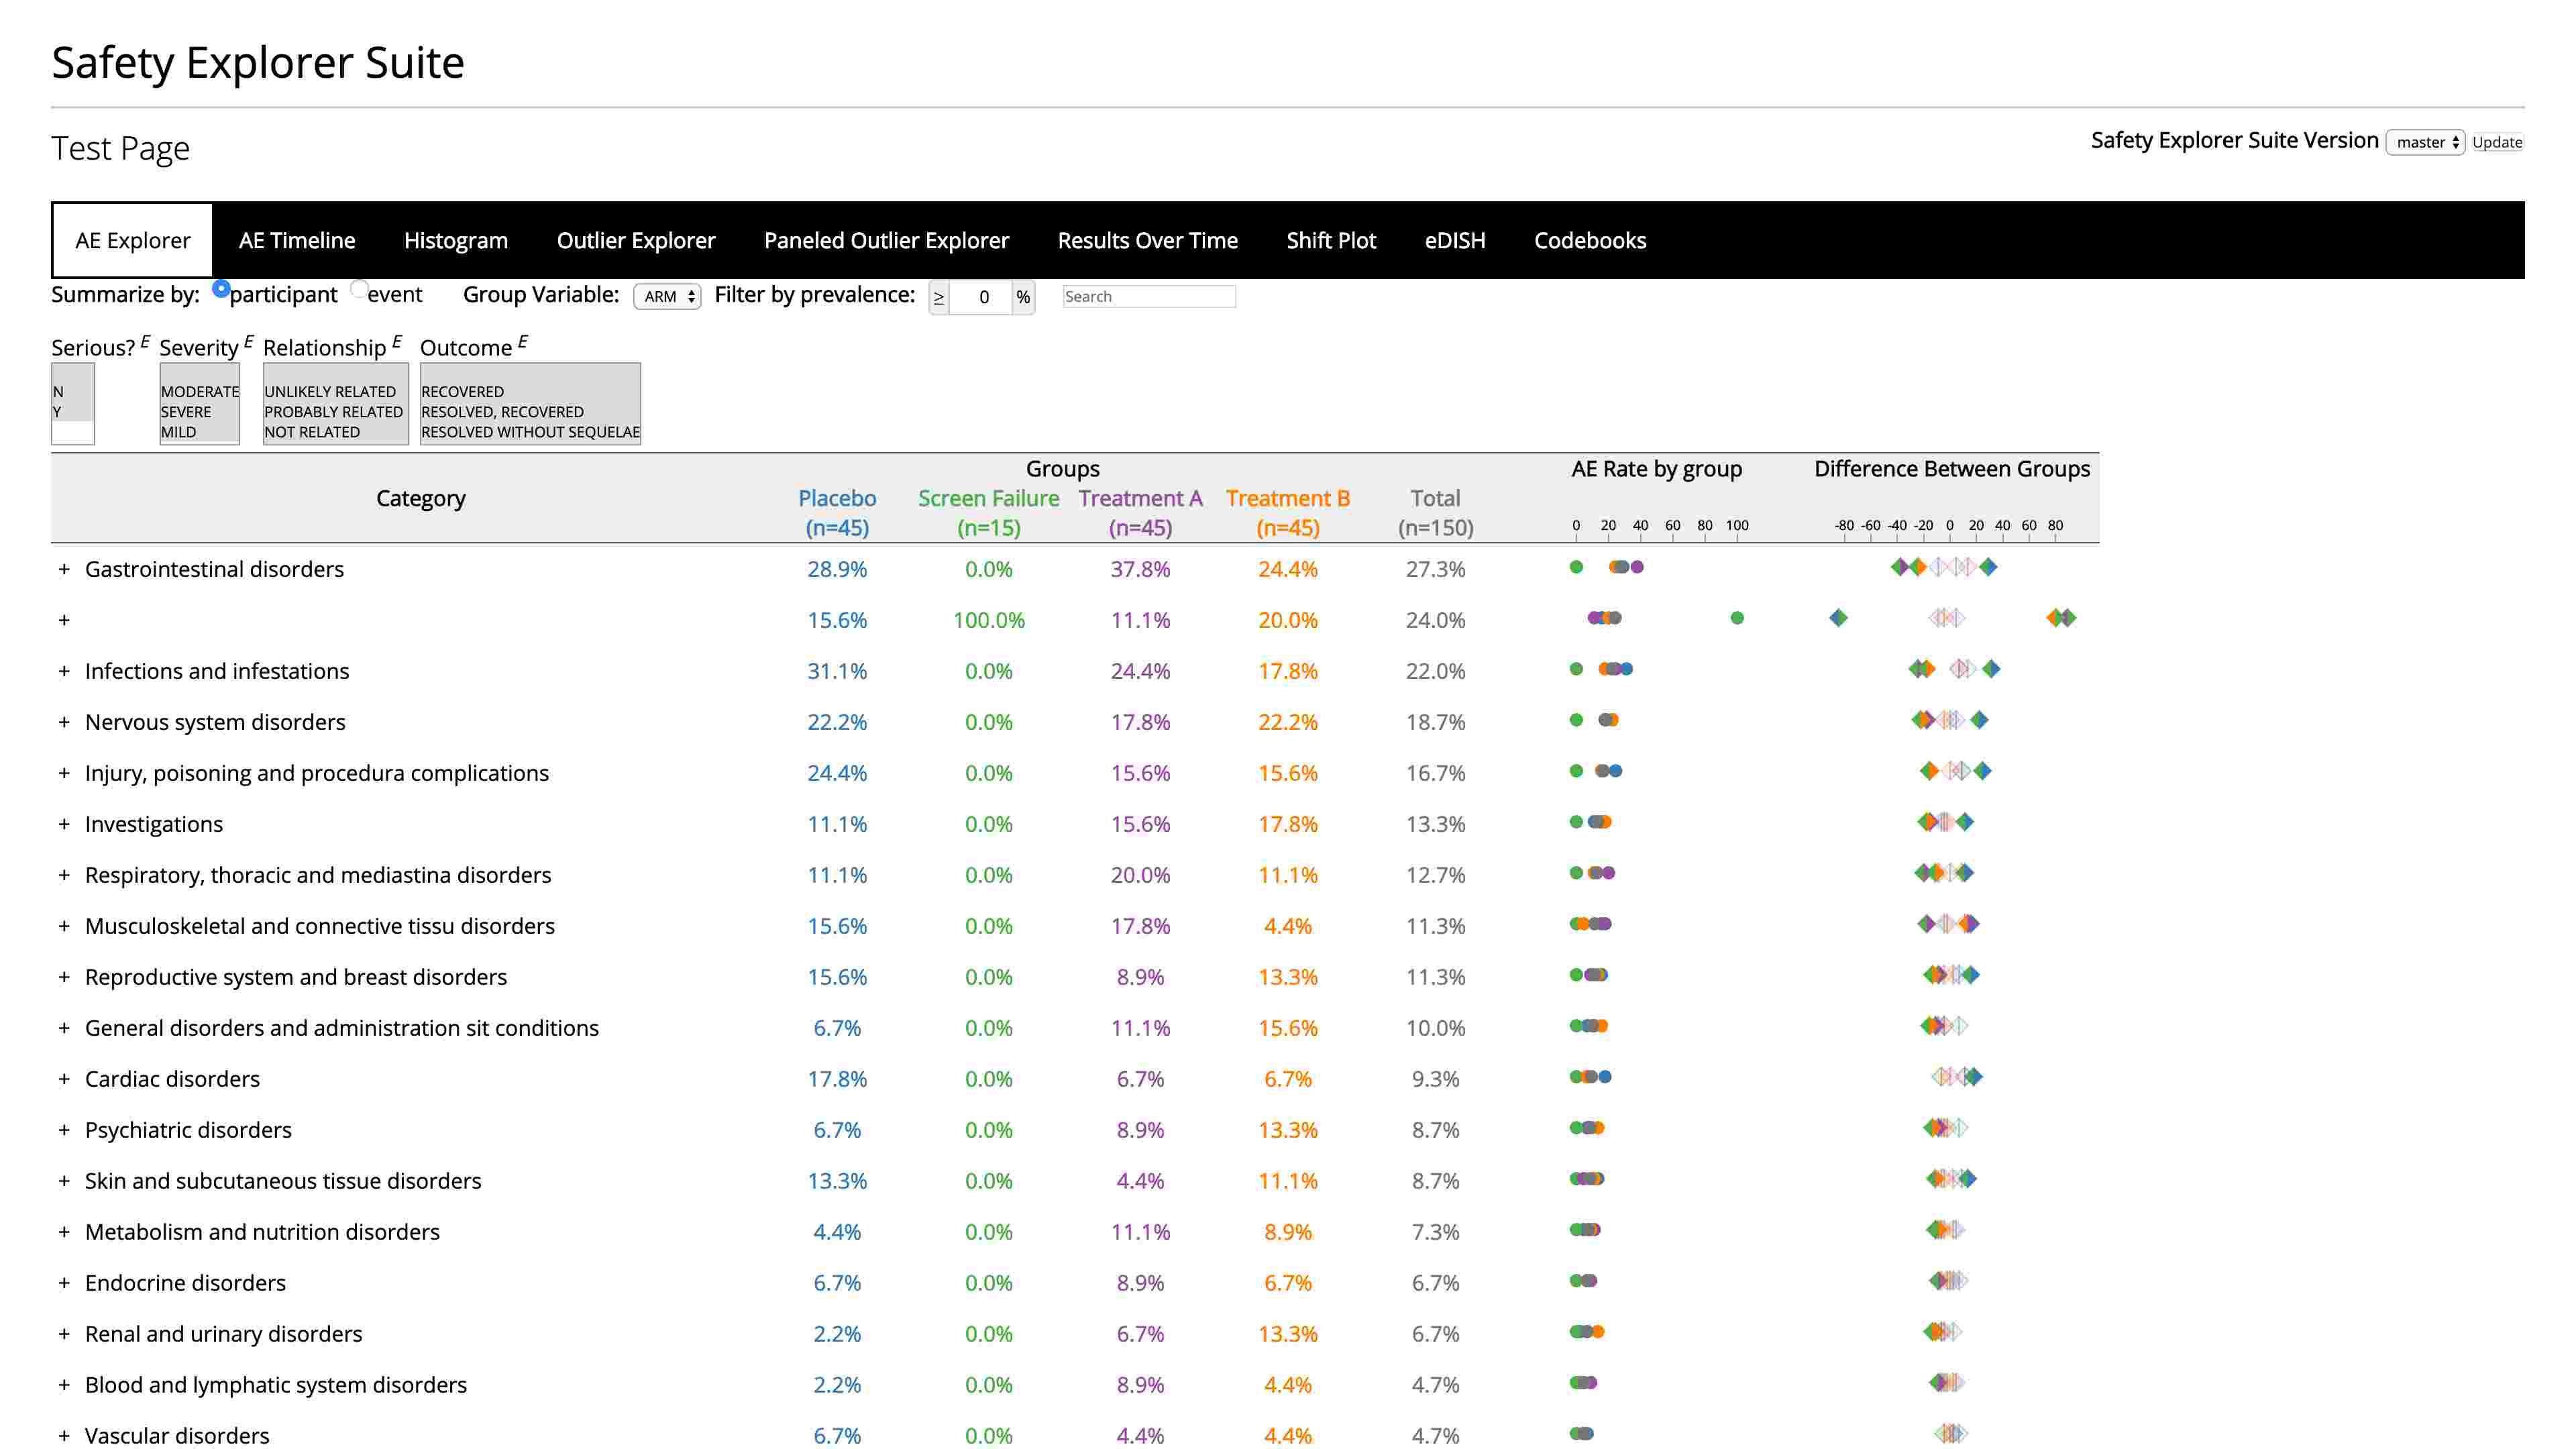 Safety Explorer Suite
Test Page
Safety Explorer Suite Version master Update
AE Explorer AE Timeline Histogram Outlier Explorer Paneled Outlier Explorer Results Over Time Shift Plot eDISH Codebooks
Summarize by: participant event Group Variable: ARM Filter by prevalence: ≥ 0 % Search
Serious? E Severity E Relationship E Outcome E
N MODERATE UNLIKELY RELATED RECOVERED
Y SEVERE PROBABLY RELATED RESOLVED, RECOVERED
MILD NOT RELATED RESOLVED WITHOUT SEQUELAE
Groups AE Rate by group Difference Between Groups
Category Placebo Screen Failure Treatment A Treatment B Total
(n=45) (n=15) (n=45) (n=45) (n=150) 0 20 40 60 80 100 -80 -60 -40 -20 0 20 40 60 80
+ Gastrointestinal disorders 28.9% 0.0% 37.8% 24.4% 27.3%
+ 15.6% 100.0% 11.1% 20.0% 24.0%
+ Infections and infestations 31.1% 0.0% 24.4% 17.8% 22.0%
+ Nervous system disorders 22.2% 0.0% 17.8% 22.2% 18.7%
+ Injury, poisoning and procedura complications 24.4% 0.0% 15.6% 15.6% 16.7%
+ Investigations 11.1% 0.0% 15.6% 17.8% 13.3%
+ Respiratory, thoracic and mediastina disorders 11.1% 0.0% 20.0% 11.1% 12.7%
+ Musculoskeletal and connective tissu disorders 15.6% 0.0% 17.8% 4.4% 11.3%
+ Reproductive system and breast disorders 15.6% 0.0% 8.9% 13.3% 11.3%
+ General disorders and administration sit conditions 6.7% 0.0% 11.1% 15.6% 10.0%
+ Cardiac disorders 17.8% 0.0% 6.7% 6.7% 9.3%
+ Psychiatric disorders 6.7% 0.0% 8.9% 13.3% 8.7%
+ Skin and subcutaneous tissue disorders 13.3% 0.0% 4.4% 11.1% 8.7%
+ Metabolism and nutrition disorders 4.4% 0.0% 11.1% 8.9% 7.3%
+ Endocrine disorders 6.7% 0.0% 8.9% 6.7% 6.7%
+ Renal and urinary disorders 2.2% 0.0% 6.7% 13.3% 6.7%
+ Blood and lymphatic system disorders 2.2% 0.0% 8.9% 4.4% 4.7%
+ Vascular disorders 6.7% 0.0% 4.4% 4.4% 4.7%